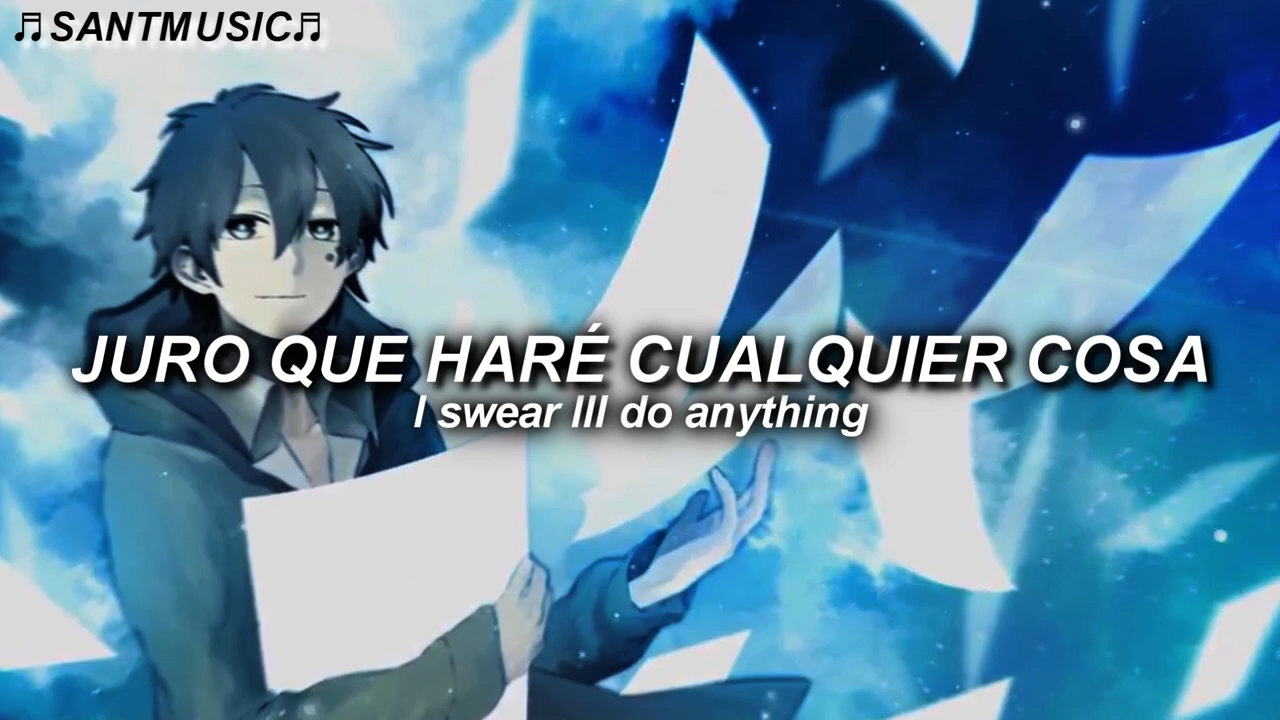 ♬SANTMUSIC♬
JURO QUE HARÉ CUALQUIER COSA
I swear Ill do anything